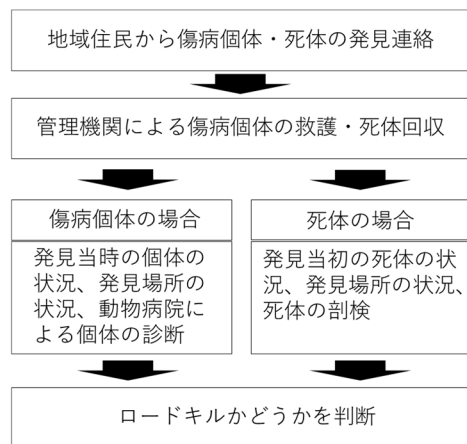 地域住民から傷病個体・死体の発見連絡
管理機関による傷病個体の救護・死体回収
傷病個体の場合
発見当時の個体の
状況、発見場所の
状況、動物病院に
よる個体の診断
死体の場合
発見当初の死体の状
況、発見場所の状況、
死体の剖検
ロードキルかどうかを判断